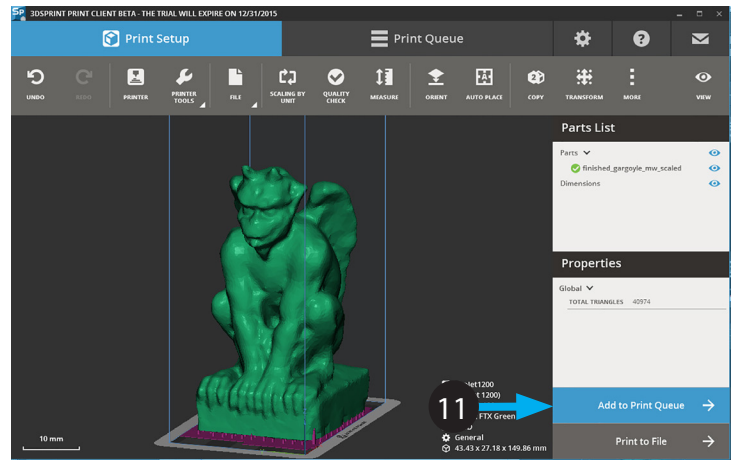 Sp 3DSPRINT PRINT CLIENT BETA - THE TRIAL WILL EXPIRE ON 12/31/2015
Print Setup
Print Queue
UNDO
REDO
PRINTER
PRINTER
TOOLS
FILE
SCALING BY
UNIT
QUALITY
CHECK
MEASURE
ORIENT
AUTO PLACE
COPY
TRANSFORM
MORE
VIEW
Parts List
Parts
finished_gargoyle_mw_scaled
Dimensions
Properties
Global
TOTAL TRIANGLES 40974
1200
1200)
FTX Green
General
43.43 x 27.18 x 149.86 mm
10 mm
11
Add to Print Queue
Print to File